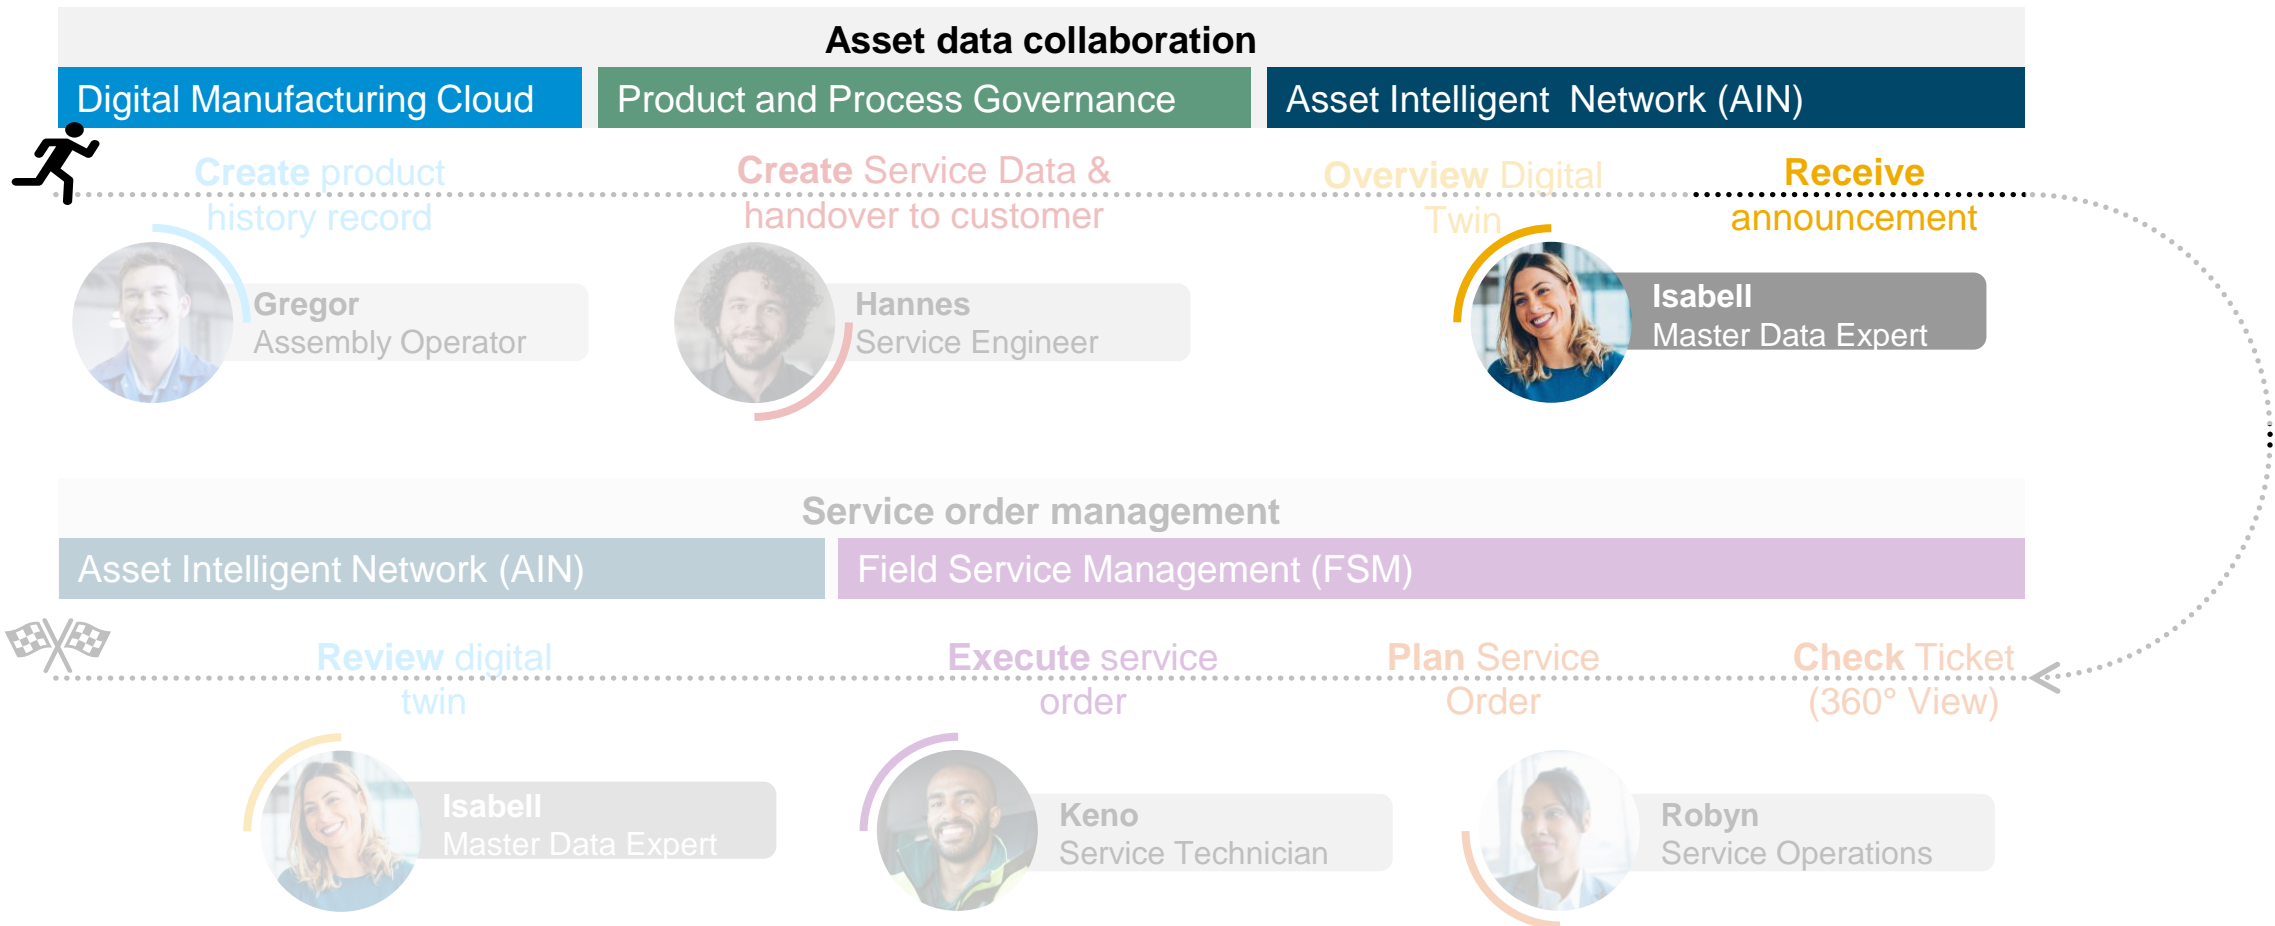 Asset data collaboration
Digital Manufacturing Cloud
Product and Process Governance
Asset Intelligent  Network (AIN)
Create product
history record
Create Service Data &
handover to customer
Overview Digital
Twin
Receive
announcement
Gregor
Assembly Operator
Hannes
Service Engineer
Isabell
Master Data Expert
Service order management
Asset Intelligent Network (AIN)
Field Service Management (FSM)
Review digital
twin
Execute service
order
Plan Service
Order
Check Ticket
(360° View)
Isabell
Master Data Expert
Keno
Service Technician
Robyn
Service Operations